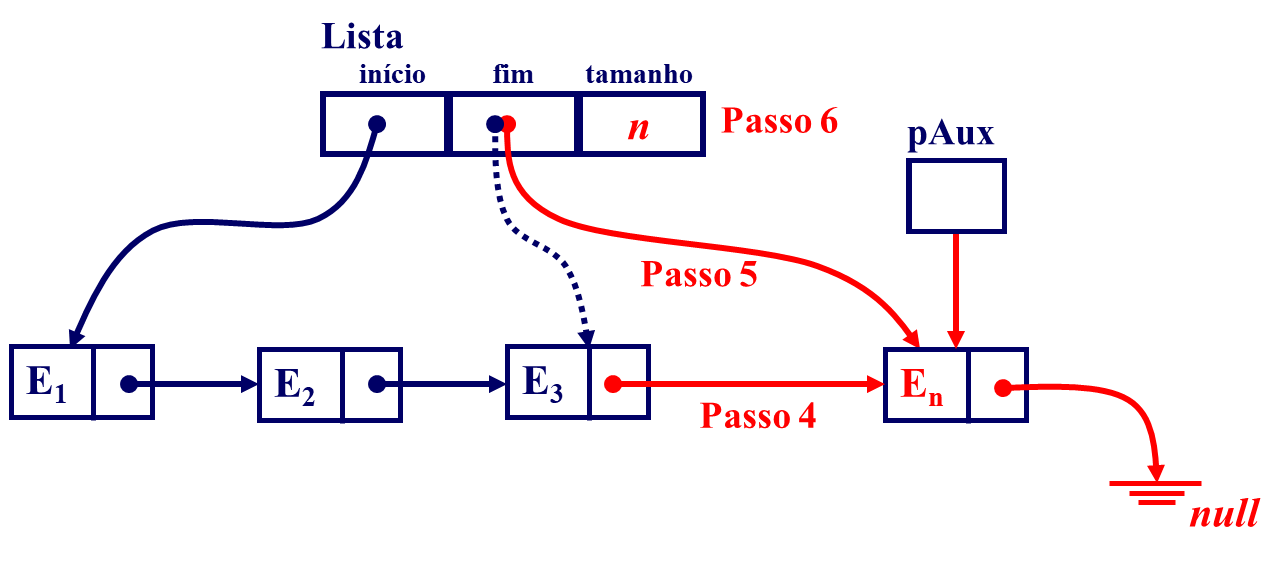 Lista
início fim tamanho
n Passo 6
pAux
Passo 5
E₁ E₂ E₃ Eₙ
Passo 4
null